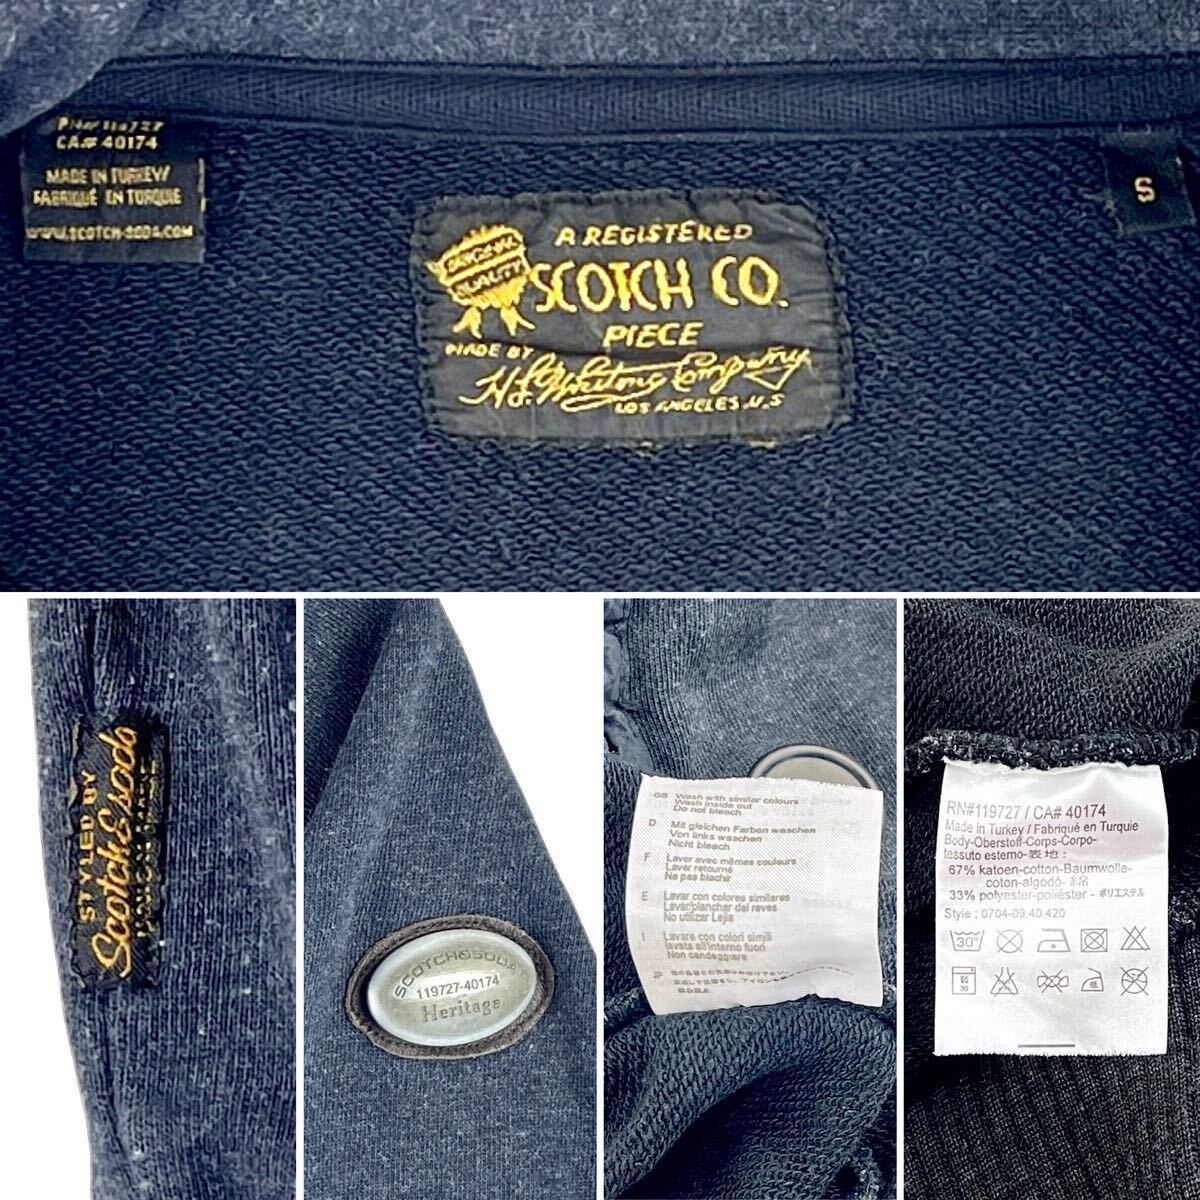 RN# 119727
CA# 40174
MADE IN TURKEY/
FABRIQUÉ EN TURQUIE
WWW.SCOTCH-SODA.COM
ORIGINAL
QUALITY
A REGISTERED
SCOTCH CO.
PIECE
MADE BY
Company
LOS ANGELES U.S
S
STYLED BY
Scotch&soda
SCOTCH&SODA
119727-40174
Heritage
GB Wash with similar colours
Wash inside out
Do not bleach
D Mit gleichen Farben waschen
Von links waschen
Nicht bleach
F Laver avec mêmes couleurs
Laver retourné
Ne pas blachir
E Lavar con colores similares
Lavar/planchar del reves
No utilizar Lejia
I Lavare con colori simili
lavata all'interno fuori
Non candeggiare
JP
RN#119727 / CA# 40174
Made in Turkey / Fabriqué en Turquie
Body-Oberstoff-Corps-Corpo-
tessuto esterno-表地:
67% katoen-cotton-Baumwolle-
coton-algodó-綿
33% polyester-poliéster - ポリエステル
Style : 0704-09.40.420
30°